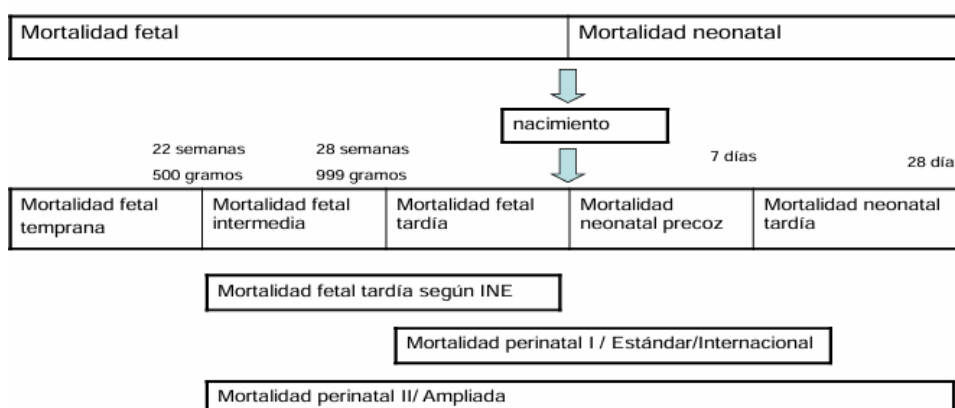 Mortalidad fetal
Mortalidad neonatal
nacimiento
22 semanas
28 semanas
7 días
28 día
500 gramos
999 gramos
Mortalidad fetal
temprana
Mortalidad fetal
intermedia
Mortalidad fetal
tardía
Mortalidad
neonatal precoz
Mortalidad neonatal
tardía
Mortalidad fetal tardía según INE
Mortalidad perinatal I / Estándar/Internacional
Mortalidad perinatal II/ Ampliada